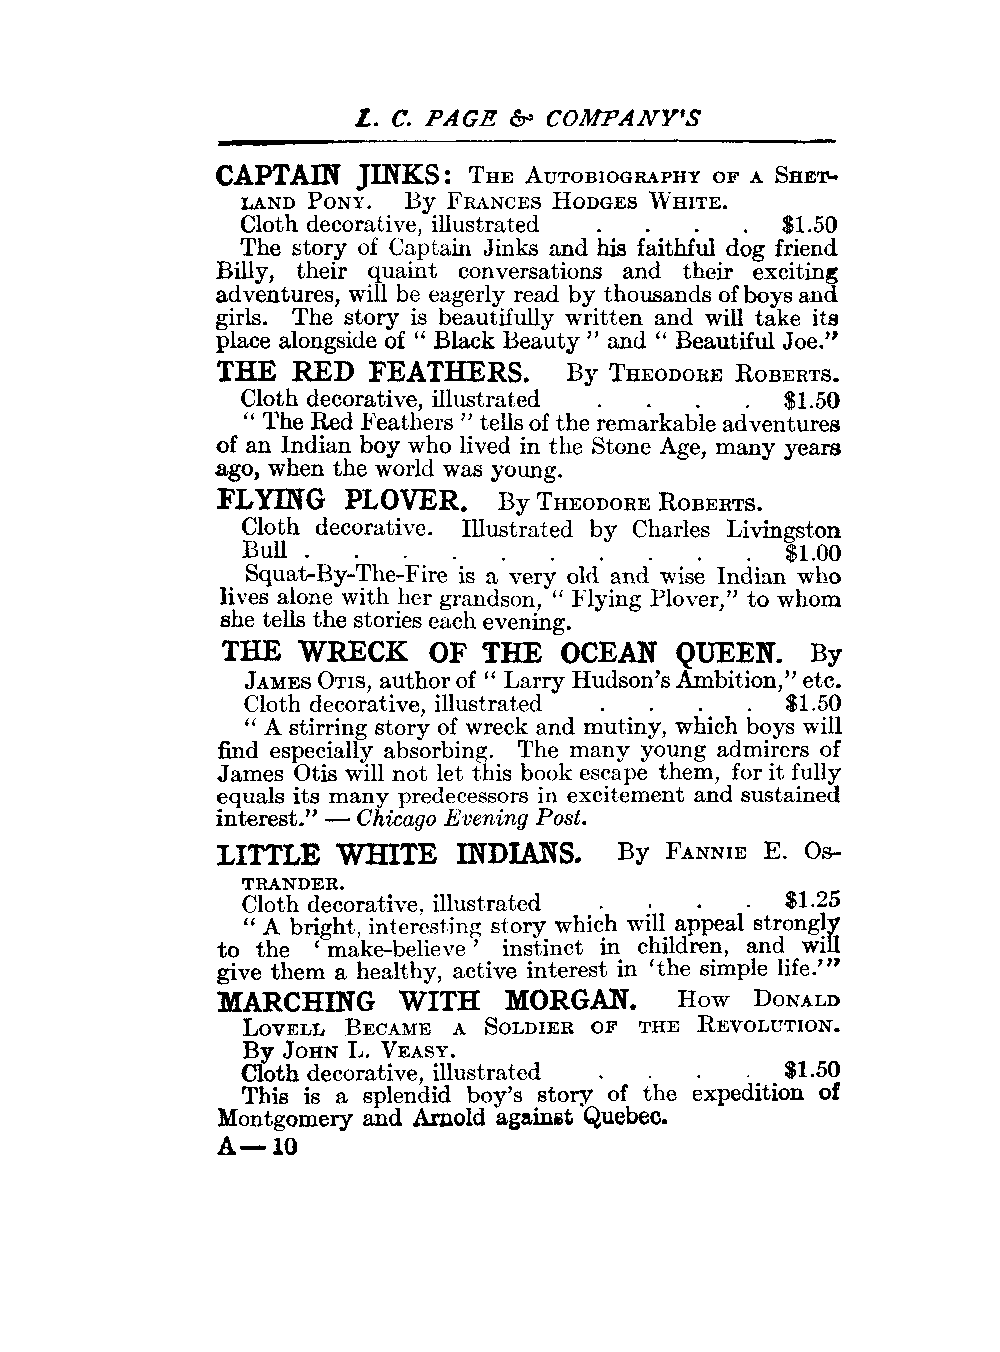 L. C. PAGE & COMPANY'S
CAPTAIN JINKS: THE AUTOBIOGRAPHY OF A SHET-
LAND PONY. By FRANCES HODGES WHITE.
Cloth decorative, illustrated . . . . $1.50
The story of Captain Jinks and his faithful dog friend
Billy, their quaint conversations and their exciting
adventures, will be eagerly read by thousands of boys and
girls. The story is beautifully written and will take its
place alongside of “ Black Beauty ” and “ Beautiful Joe.”
THE RED FEATHERS. By THEODORE ROBERTS.
Cloth decorative, illustrated . . . . $1.50
“ The Red Feathers ” tells of the remarkable adventures
of an Indian boy who lived in the Stone Age, many years
ago, when the world was young.
FLYING PLOVER. By THEODORE ROBERTS.
Cloth decorative. Illustrated by Charles Livingston
Bull . . . . . . . . . . $1.00
Squat-By-The-Fire is a very old and wise Indian who
lives alone with her grandson, “ Flying Plover,” to whom
she tells the stories each evening.
THE WRECK OF THE OCEAN QUEEN. By
JAMES OTIS, author of “ Larry Hudson's Ambition,” etc.
Cloth decorative, illustrated . . . . $1.50
“ A stirring story of wreck and mutiny, which boys will
find especially absorbing. The many young admirers of
James Otis will not let this book escape them, for it fully
equals its many predecessors in excitement and sustained
interest.” — Chicago Evening Post.
LITTLE WHITE INDIANS. By FANNIE E. OS-
TRANDER.
Cloth decorative, illustrated . . . . $1.25
“ A bright, interesting story which will appeal strongly
to the ‘ make-believe ’ instinct in children, and will
give them a healthy, active interest in ‘the simple life.’”
MARCHING WITH MORGAN. HOW DONALD
LOVELL BECAME A SOLDIER OF THE REVOLUTION.
By JOHN L. VEASY.
Cloth decorative, illustrated . . . . $1.50
This is a splendid boy's story of the expedition of
Montgomery and Arnold against Quebec.
A — 10